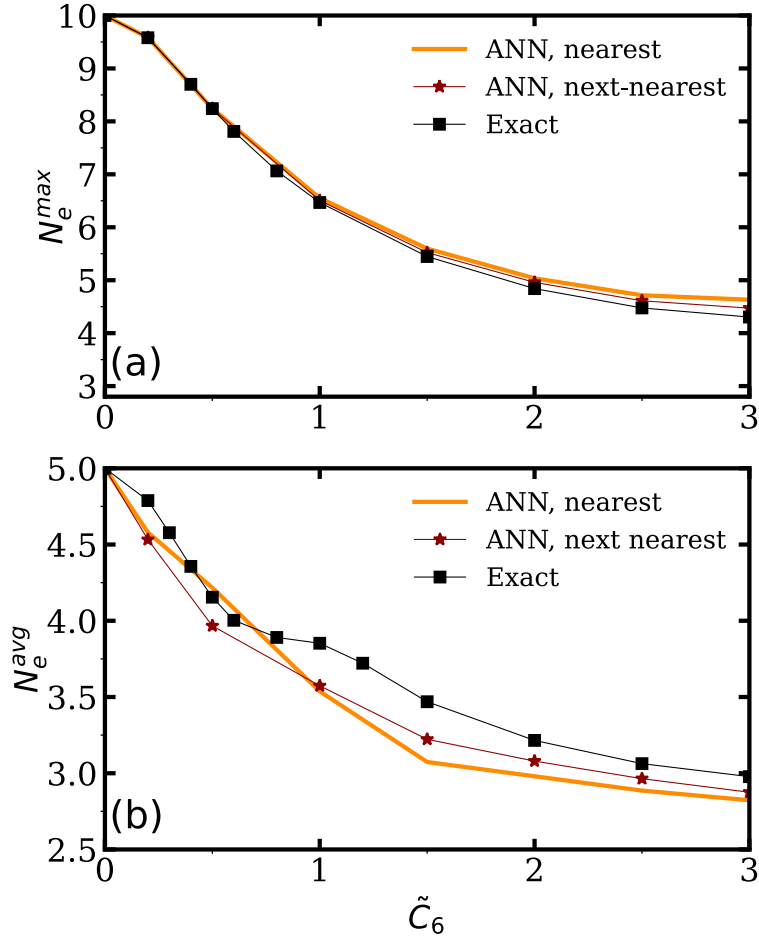 10
9
8
7
6
5
4
3
N_e^{max}
ANN, nearest
ANN, next-nearest
Exact
(a)
0 1 2 3
5.0
4.5
4.0
3.5
3.0
2.5
N_e^{avg}
ANN, nearest
ANN, next nearest
Exact
(b)
0 1 2 3
C̃_6